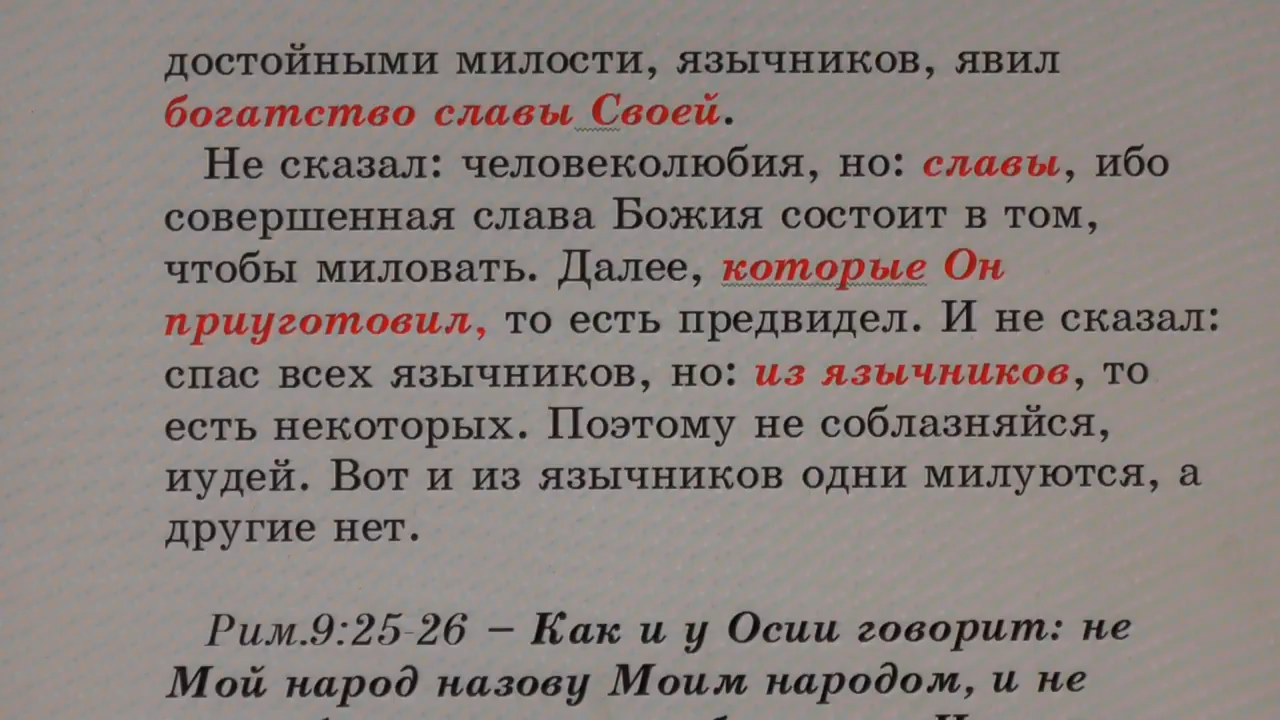 достойными милости, язычников, явил
богатство славы Своей.
Не сказал: человеколюбия, но: славы, ибо
совершенная слава Божия состоит в том,
чтобы миловать. Далее, которые Он
приуготовил, то есть предвидел. И не сказал:
спас всех язычников, но: из язычников, то
есть некоторых. Поэтому не соблазняйся,
иудей. Вот и из язычников одни милуются, а
другие нет.
Рим.9:25-26 – Как и у Осии говорит: не
Мой народ назову Моим народом, и не